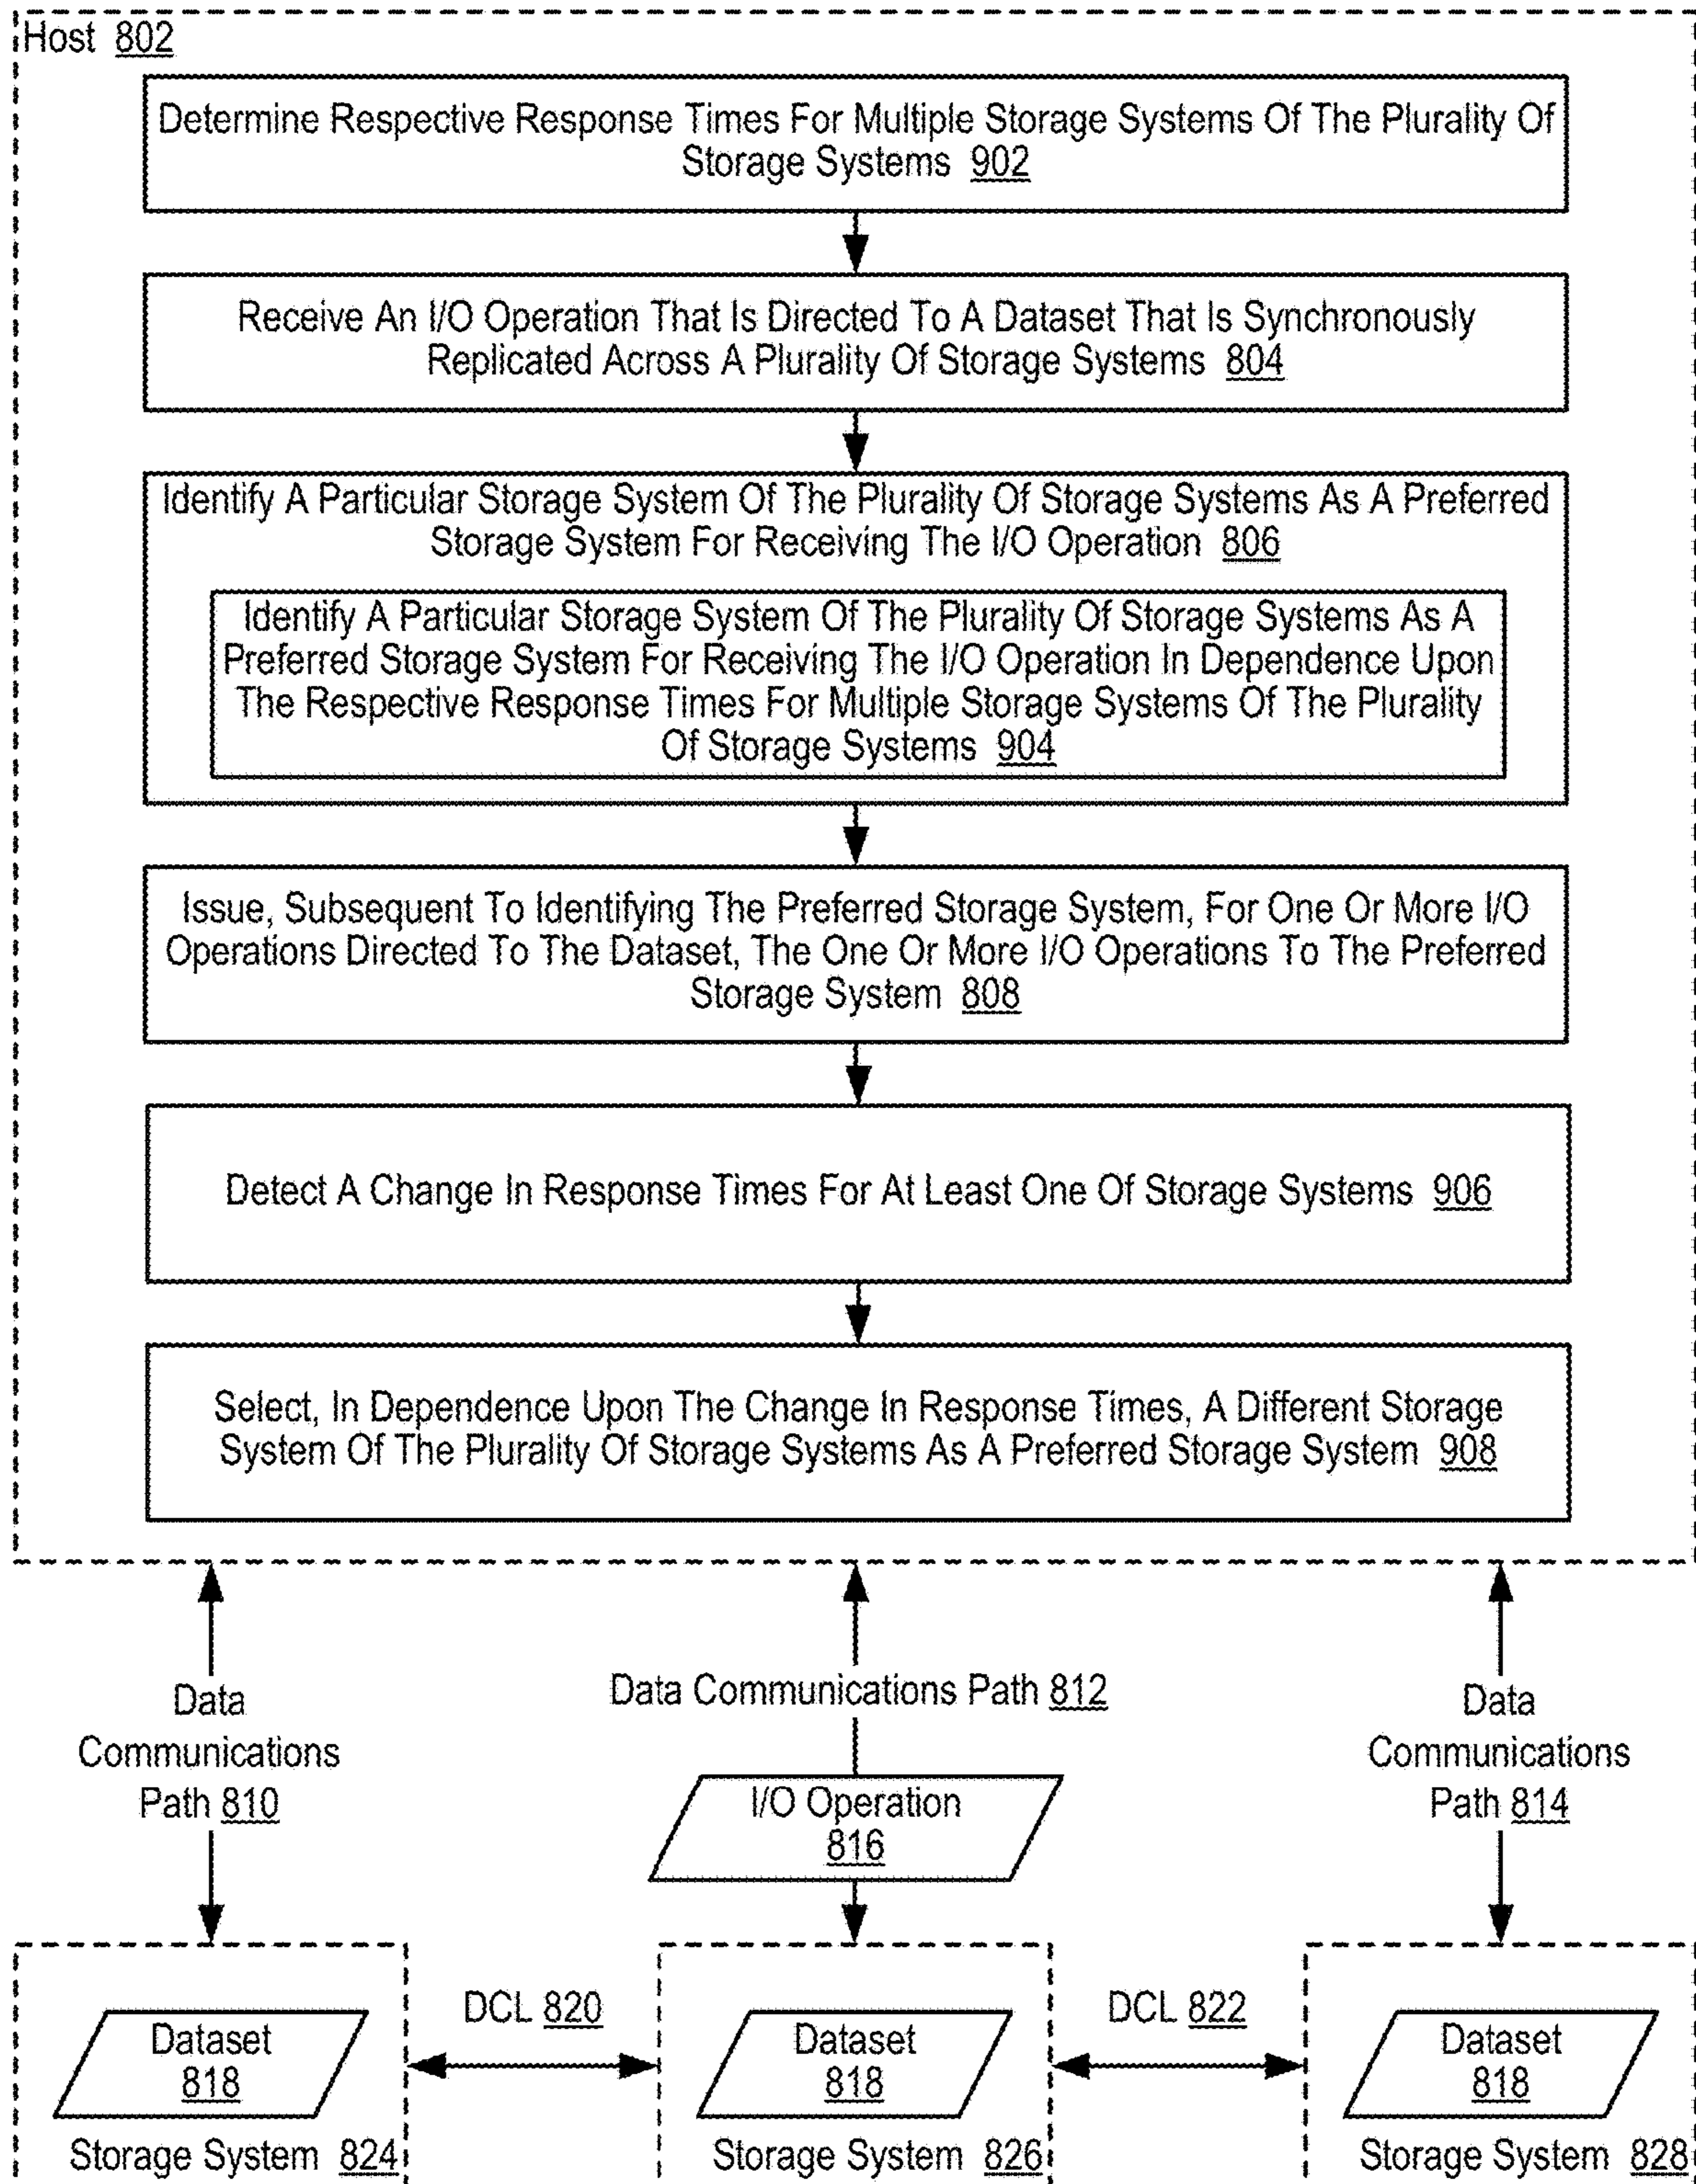 Host 802
Determine Respective Response Times For Multiple Storage Systems Of The Plurality Of
Storage Systems 902
Receive An I/O Operation That Is Directed To A Dataset That Is Synchronously
Replicated Across A Plurality Of Storage Systems 804
Identify A Particular Storage System Of The Plurality Of Storage Systems As A Preferred
Storage System For Receiving The I/O Operation 806
Identify A Particular Storage System Of The Plurality Of Storage Systems As A
Preferred Storage System For Receiving The I/O Operation In Dependence Upon
The Respective Response Times For Multiple Storage Systems Of The Plurality
Of Storage Systems 904
Issue, Subsequent To Identifying The Preferred Storage System, For One Or More I/O
Operations Directed To The Dataset, The One Or More I/O Operations To The Preferred
Storage System 808
Detect A Change In Response Times For At Least One Of Storage Systems 906
Select, In Dependence Upon The Change In Response Times, A Different Storage
System Of The Plurality Of Storage Systems As A Preferred Storage System 908
Data
Communications
Path 810
Data Communications Path 812
I/O Operation
816
Data
Communications
Path 814
Dataset
818
Storage System 824
DCL 820
Dataset
818
Storage System 826
DCL 822
Dataset
818
Storage System 828